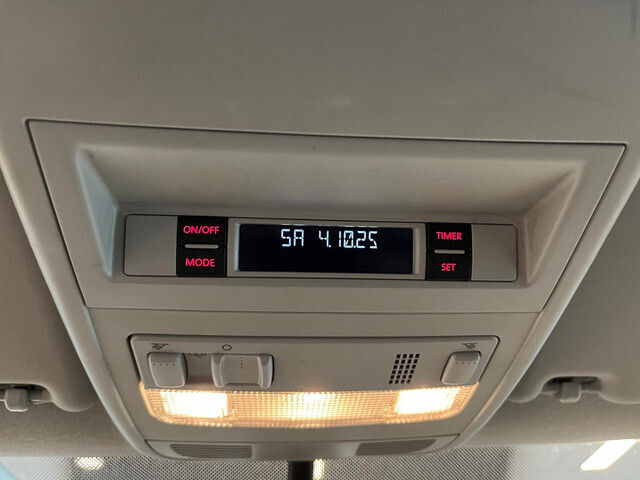 ON/OFF
MODE
SA 4.10.25
TIMER
SET